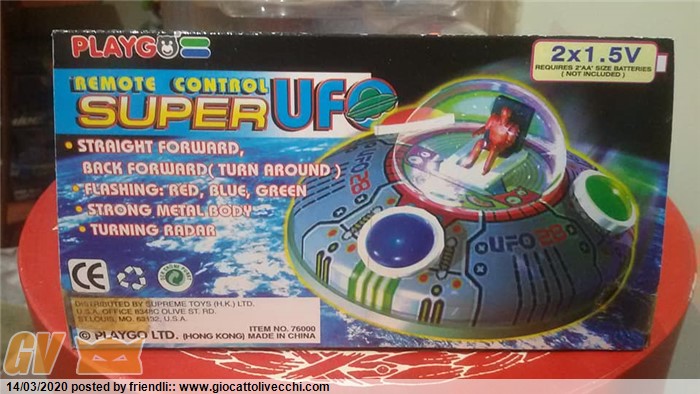 PLAYGO
2x1.5V
REQUIRES 2"AA" SIZE BATTERIES
( NOT INCLUDED )
REMOTE CONTROL
SUPER UFO
• STRAIGHT FORWARD,
BACK FORWARD( TURN AROUND )
• FLASHING: RED, BLUE, GREEN
• STRONG METAL BODY
• TURNING RADAR
UFO 28
UFO 28
CE
DISTRIBUTED BY SUPREME TOYS (H.K.) LTD.
U.S.A. OFFICE 8348C OLIVE ST. RD.
ST LOUIS, MO. 63132, U.S.A.
ITEM NO. 76000
© PLAYGO LTD. (HONG KONG) MADE IN CHINA
GV
14/03/2020 posted by friendli:: www.giocattolivecchi.com